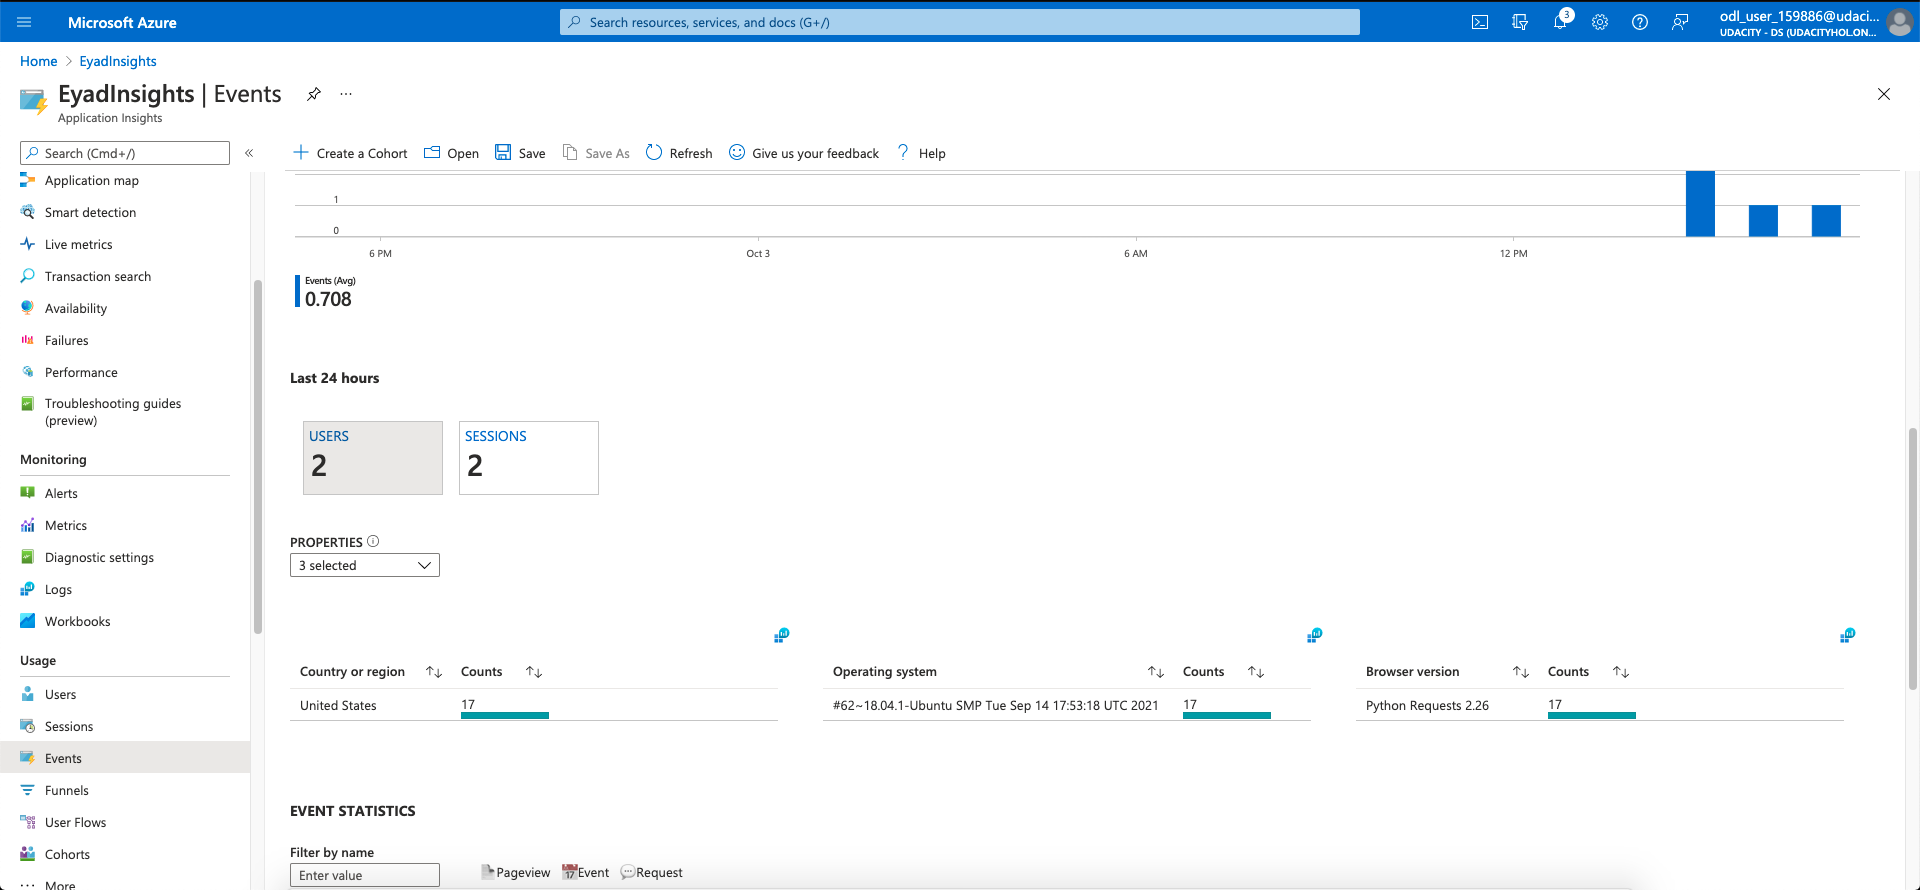 Microsoft Azure
Search resources, services, and docs (G+/)
3
odl_user_159886@udaci...
UDACITY - DS (UDACITYHOL.ON...
Home > EyadInsights
EyadInsights | Events
...
Application Insights
Search (Cmd+/)
«
Create a Cohort
Open
Save
Save As
Refresh
Give us your feedback
Help
Application map
Smart detection
Live metrics
Transaction search
Availability
Failures
Performance
Troubleshooting guides
(preview)
Monitoring
Alerts
Metrics
Diagnostic settings
Logs
Workbooks
Usage
Users
Sessions
Events
Funnels
User Flows
Cohorts
More
1
0
6 PM
Oct 3
6 AM
12 PM
Events (Avg)
0.708
Last 24 hours
USERS
2
SESSIONS
2
PROPERTIES
3 selected
Country or region Counts
United States 17
Operating system Counts
#62~18.04.1-Ubuntu SMP Tue Sep 14 17:53:18 UTC 2021 17
Browser version Counts
Python Requests 2.26 17
EVENT STATISTICS
Filter by name
Enter value
Pageview Event Request